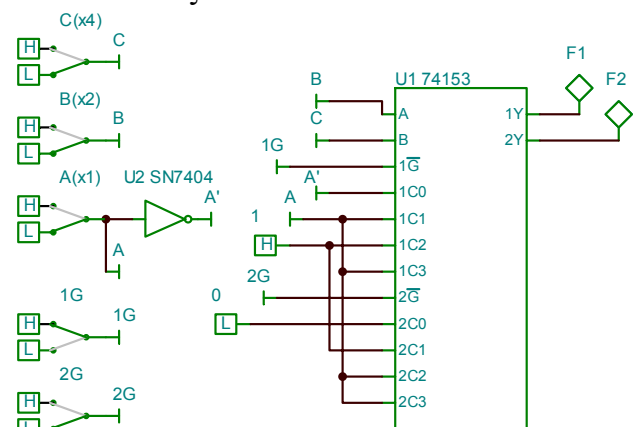 C(x4)
H
L
C
B(x2)
H
L
B
A(x1)
H
L
U2 SN7404
A'
A
1G
H
L
1G
2G
H
L
2G
B
C
1G
A'
A
1
H
2G
0
L
U1 74153
A
B
1G̅
1C0
1C1
1C2
1C3
2G̅
2C0
2C1
2C2
2C3
1Y
2Y
F1
F2